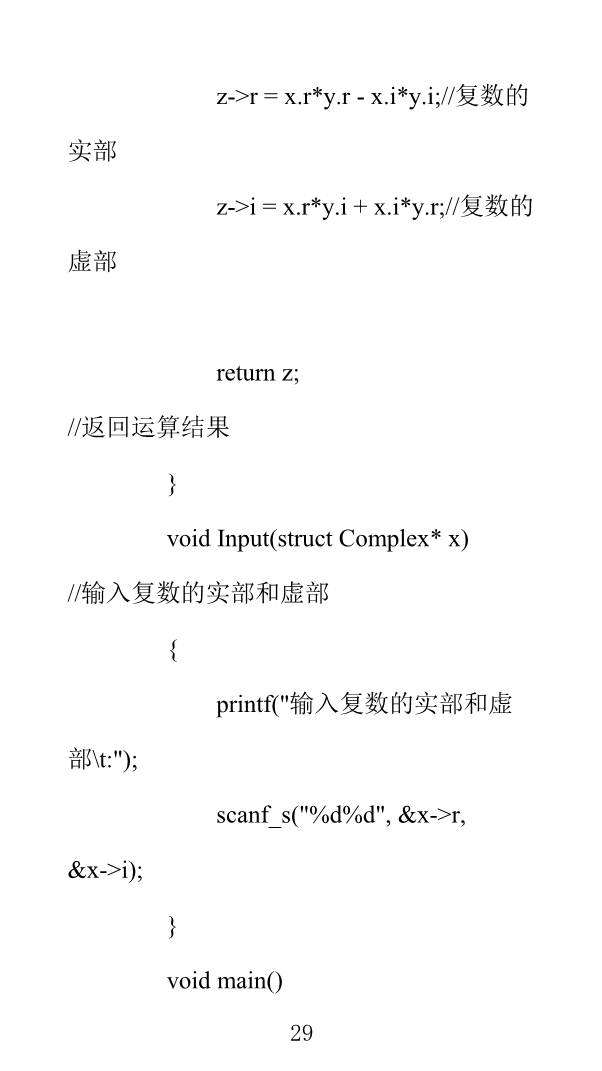 z->r = x.r*y.r - x.i*y.i;//复数的
实部
z->i = x.r*y.i + x.i*y.r;//复数的
虚部
return z;
//返回运算结果
}
void Input(struct Complex* x)
//输入复数的实部和虚部
{
printf("输入复数的实部和虚
部\t:");
scanf_s("%d%d", &x->r,
&x->i);
}
void main()
29